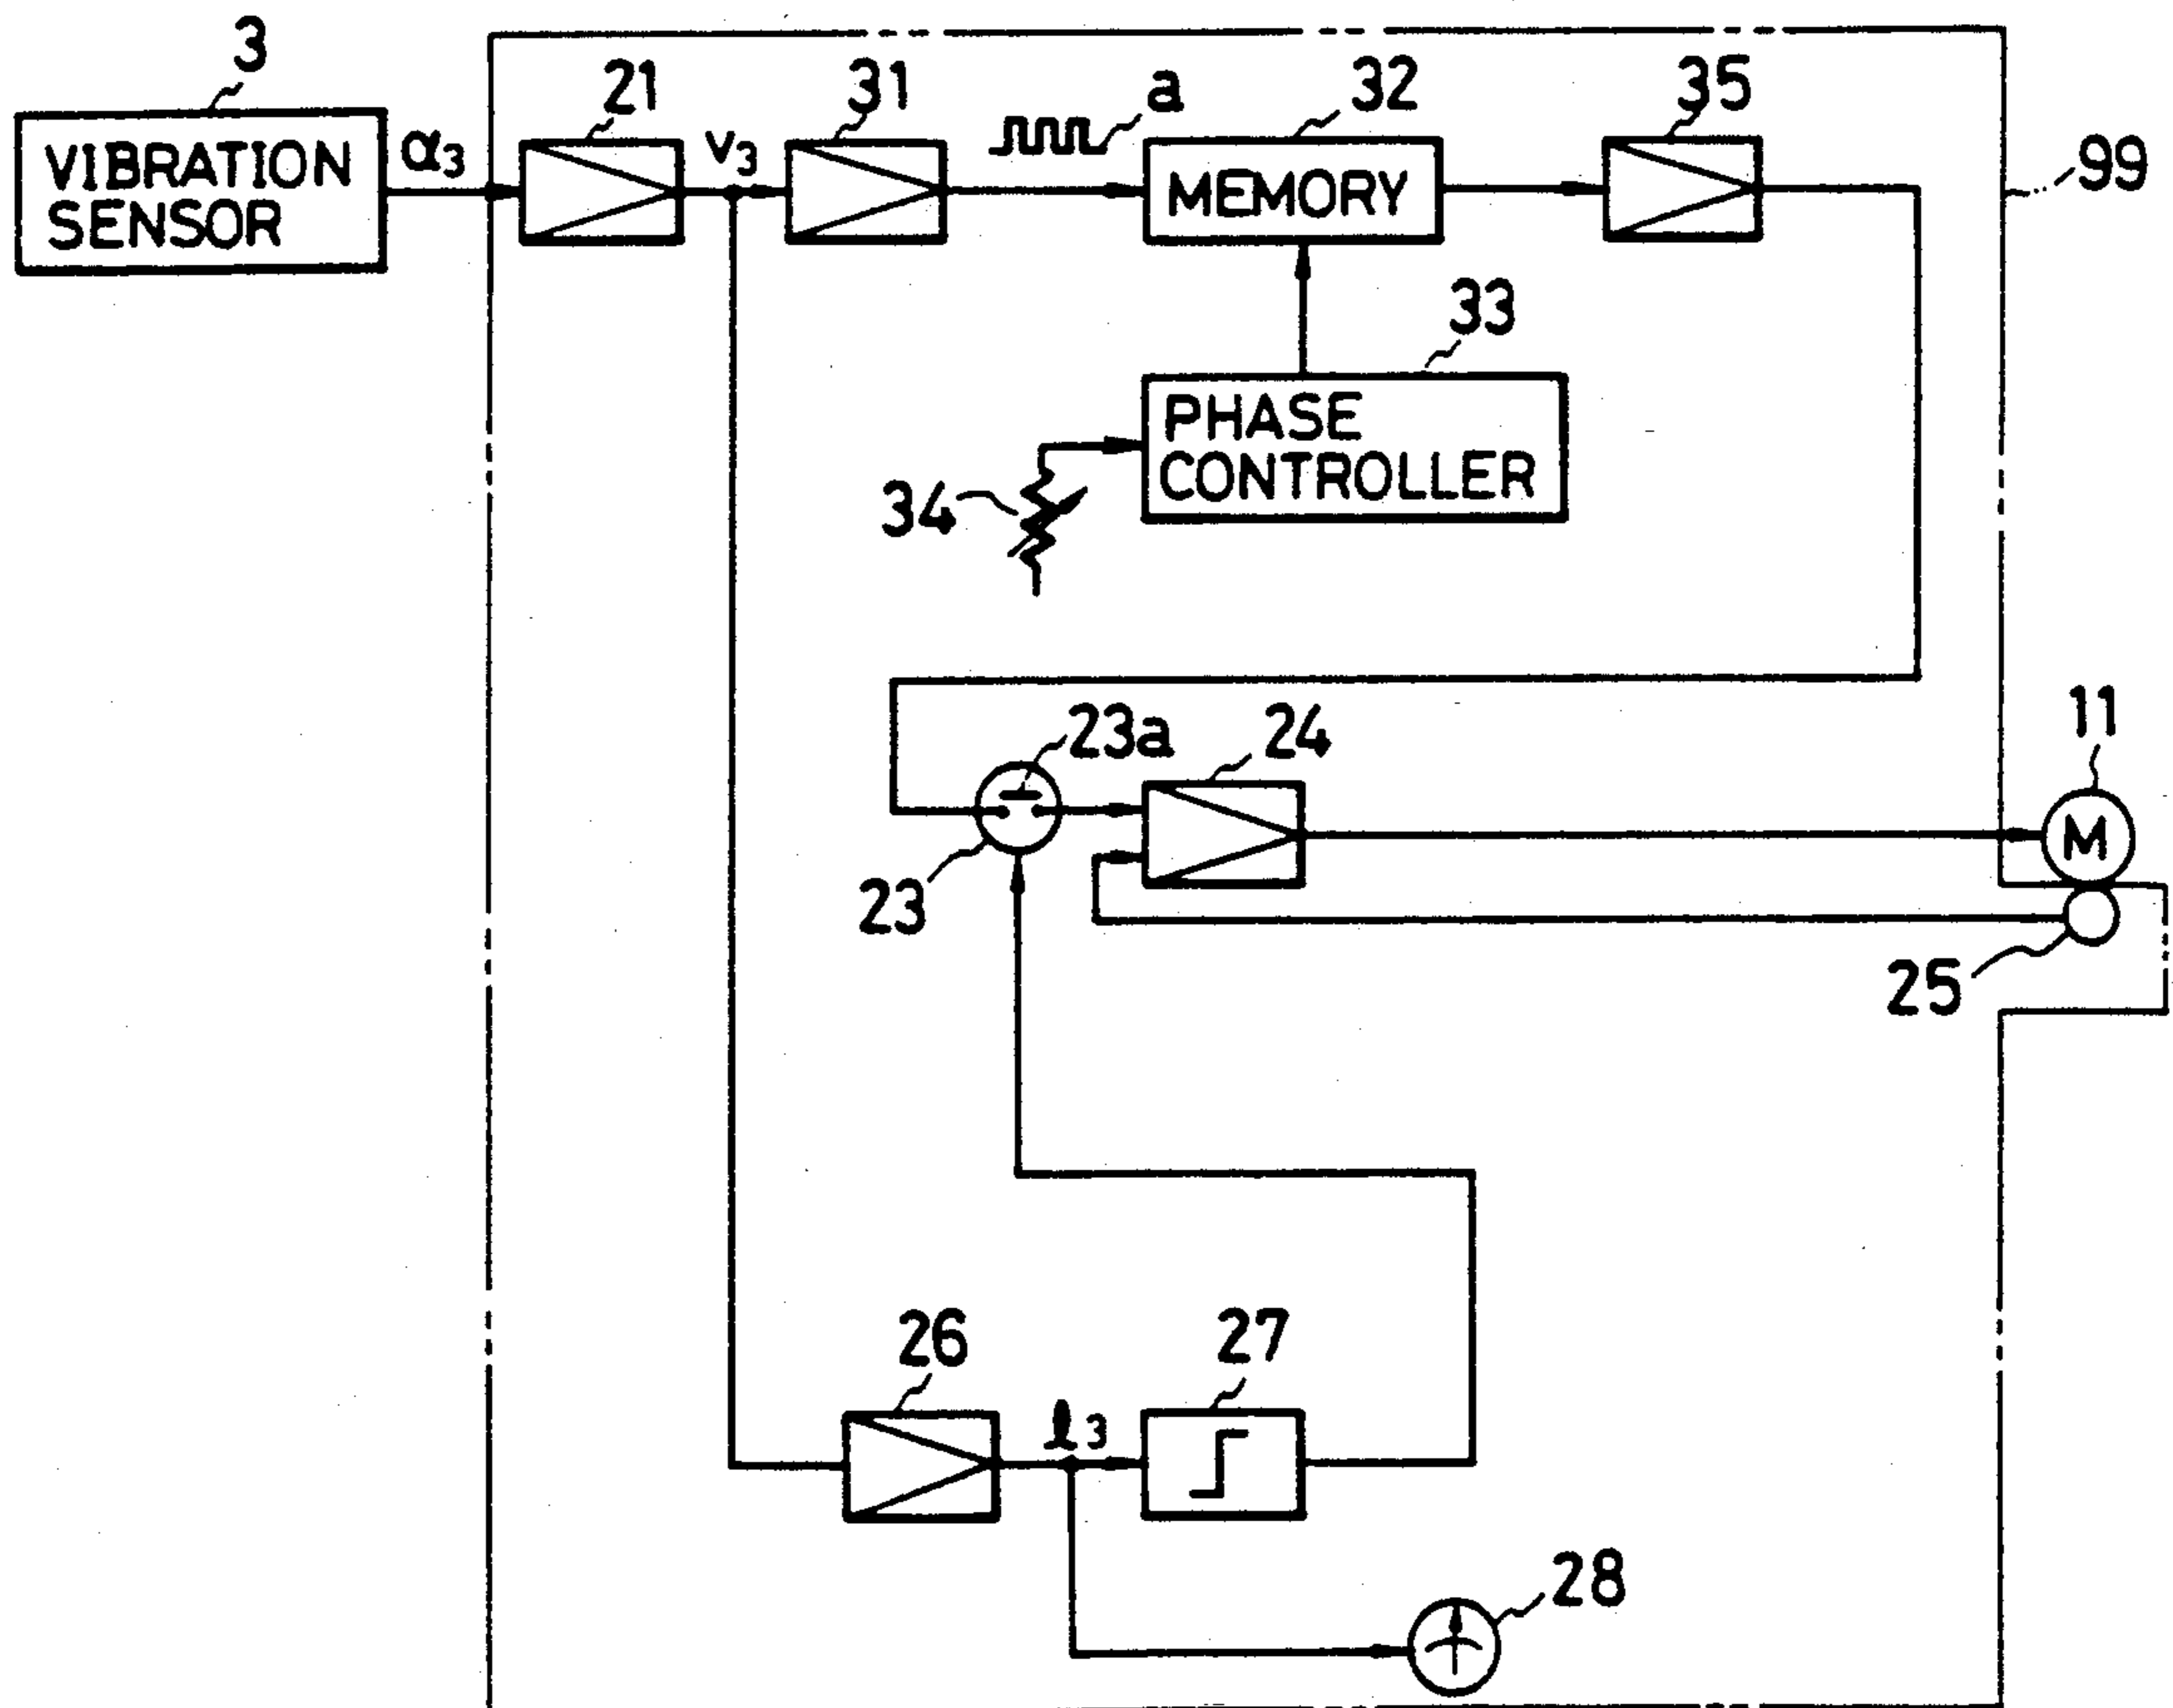 3
21
31
a
32
35
99
VIBRATION
SENSOR
α3
v3
MEMORY
33
PHASE
CONTROLLER
34
23a
24
11
M
23
25
26
l3
27
28